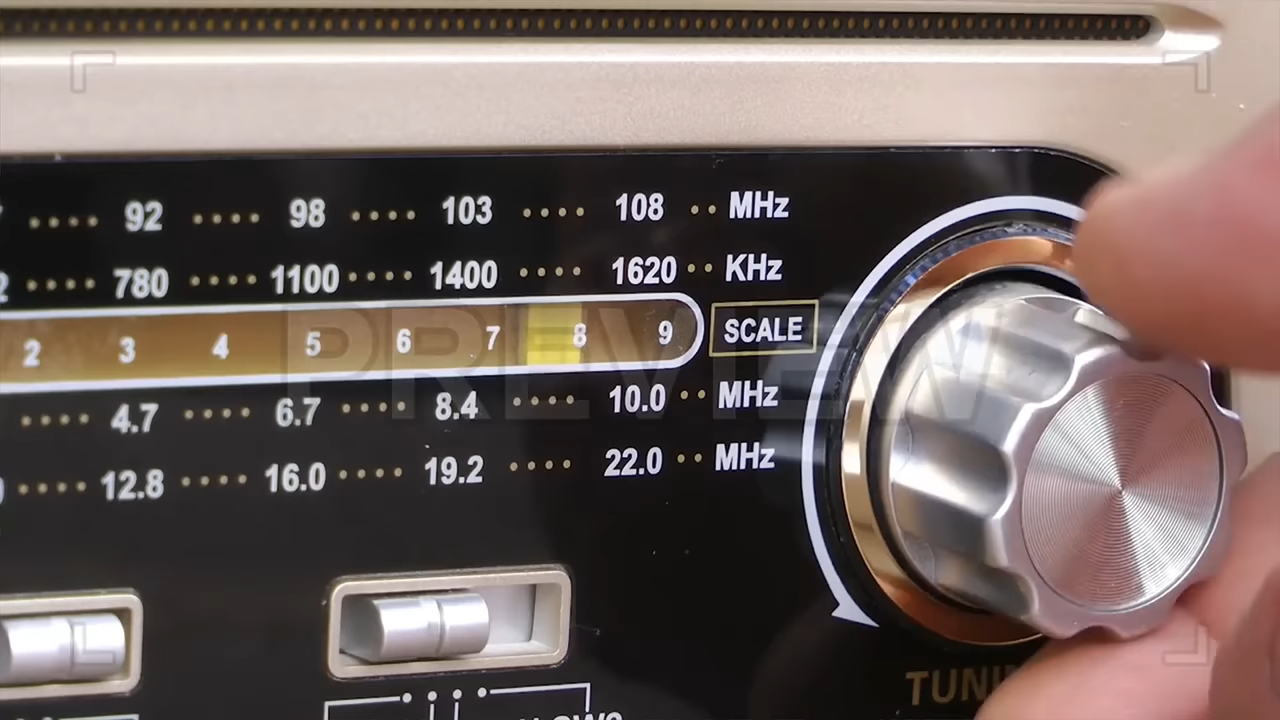 92 98 103 108 MHz
780 1100 1400 1620 KHz
2 3 4 5 6 7 8 9 SCALE
4.7 6.7 8.4 10.0 MHz
12.8 16.0 19.2 22.0 MHz
PREVIEW